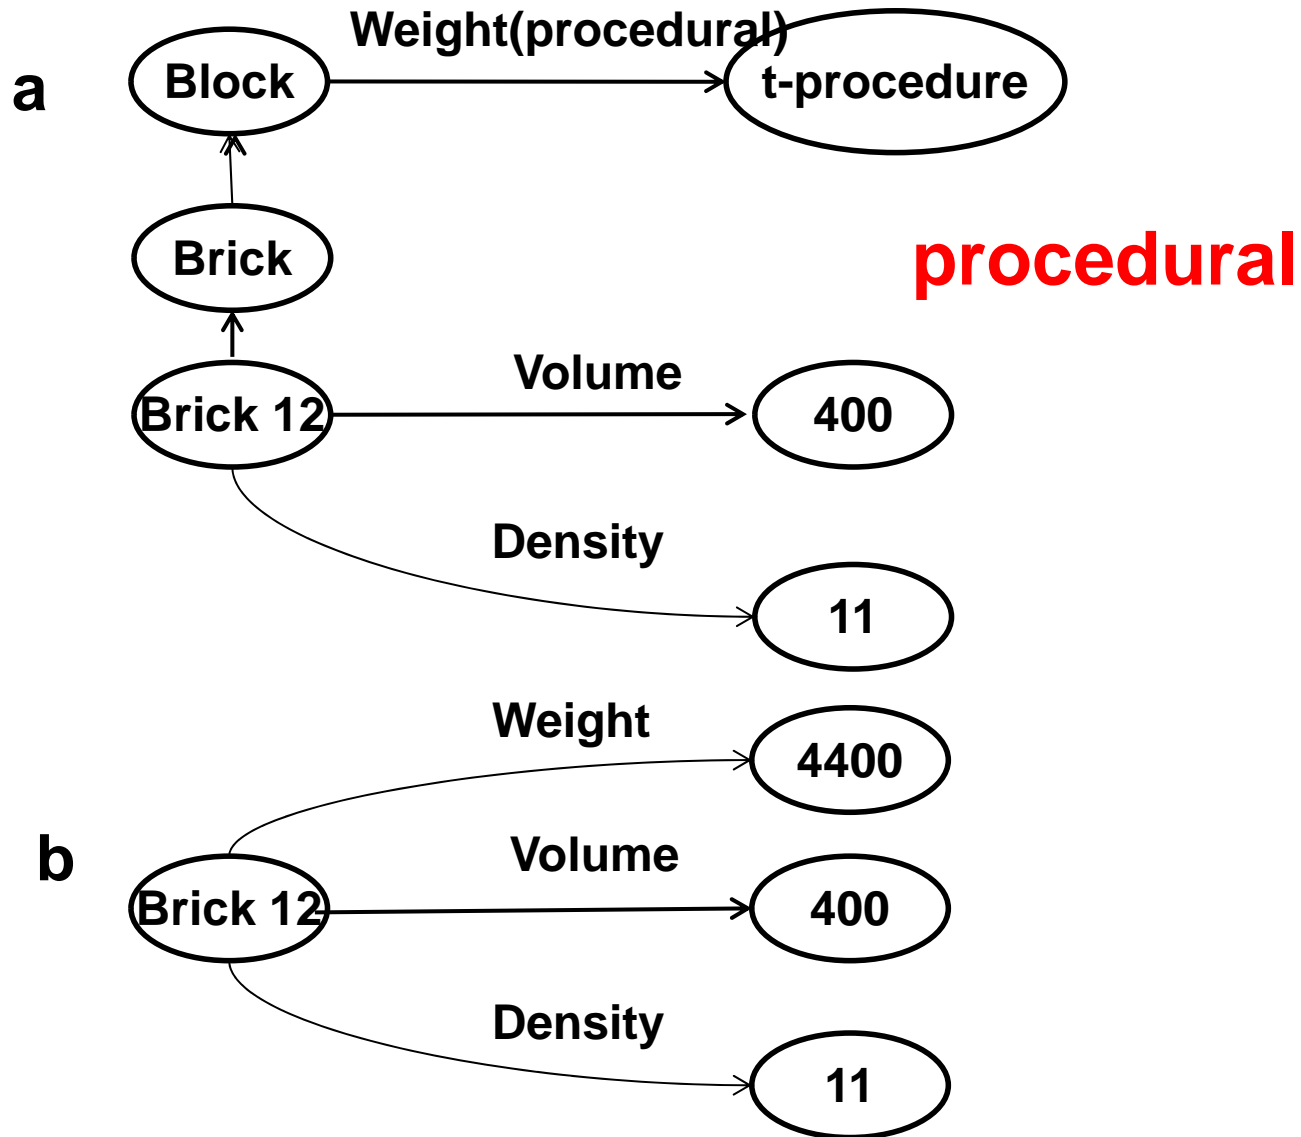 Weight(procedural)
a
Block
t-procedure
Brick
procedural
Volume
Brick 12
400
Density
11
Weight
4400
b
Volume
Brick 12
400
Density
11